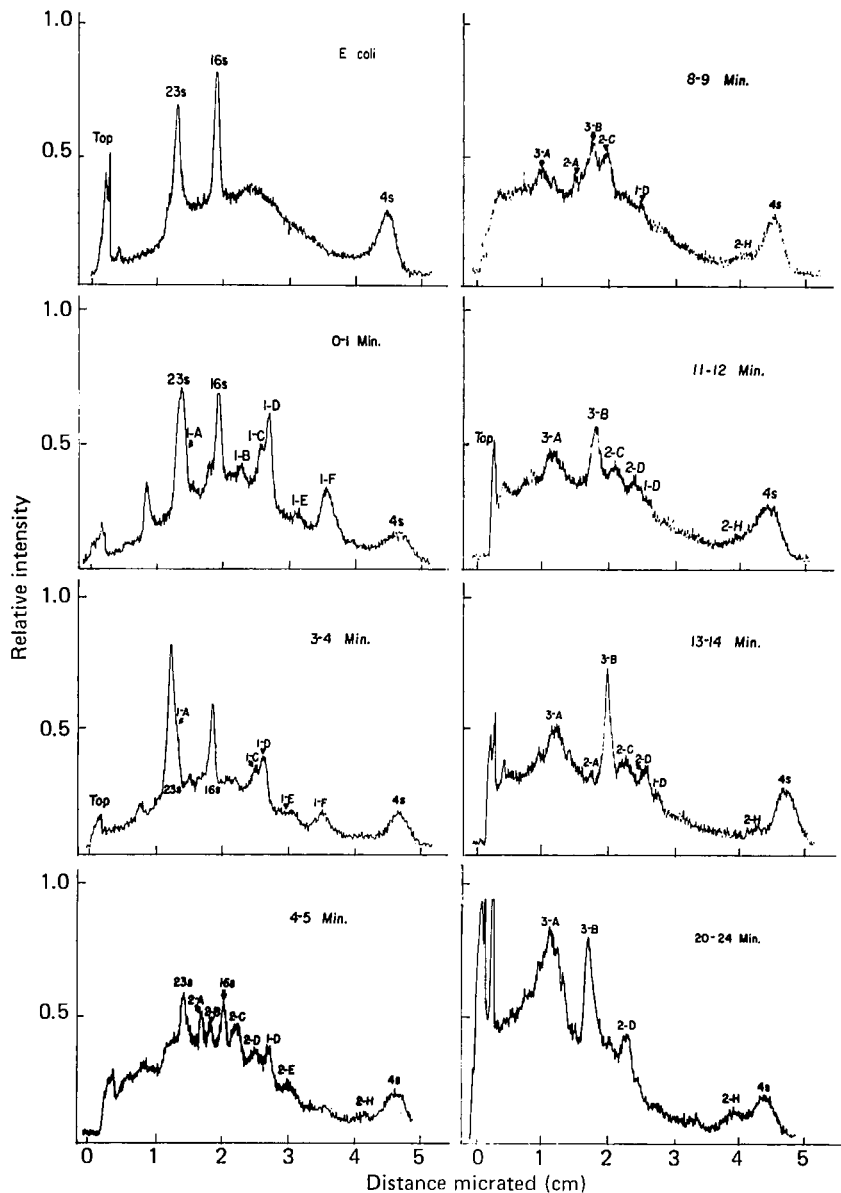 Relative intensity
1.0
0.5
E coli
Top
23s
16s
4s
8-9 Min.
3-A
2-A
3-B
2-C
1-D
2-H
4s
0 1 2 3 4 5
1.0
0.5
0-1 Min.
23s
1-A
16s
1-B
1-C
1-D
1-E
1-F
4s
11-12 Min.
Top
3-A
3-B
2-C
2-D
1-D
2-H
4s
1.0
0.5
3-4 Min.
Top
23s
1-A
16s
1-C
1-D
1-E
1-F
4s
13-14 Min.
3-A
2-A
3-B
2-C
2-D
1-D
2-H
4s
1.0
0.5
4-5 Min.
23s
2-A
2-B
16s
2-C
2-D
1-D
2-E
2-H
4s
0 1 2 3 4 5
20-24 Min.
3-A
3-B
2-D
2-H
4s
0 1 2 3 4 5
Distance micrated (cm)